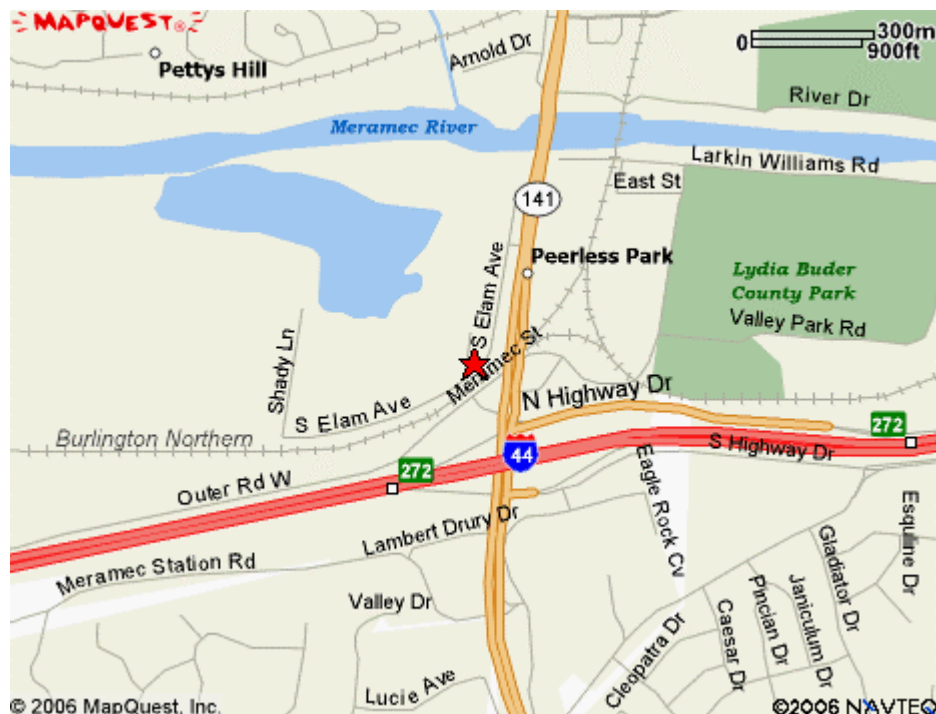 MAPQUEST®
0 300m
900ft
Arnold Dr
Pettys Hill
River Dr
Meramec River
Larkin Williams Rd
East St
141
Peerless Park
S Elam Ave
Lydia Buder
County Park
Valley Park Rd
Meramec St
Shady Ln
N Highway Dr
S Elam Ave
Burlington Northern
272
S Highway Dr
44
272
Outer Rd W
Eagle Rock Cv
Esquiline Dr
Lambert Drury Dr
Gladiator Dr
Meramec Station Rd
Janiculum Dr
Pincian Dr
Valley Dr
Caesar Dr
Cleopatra Dr
Lucie Ave
© 2006 MapQuest, Inc.
©2006 NAVTEQ